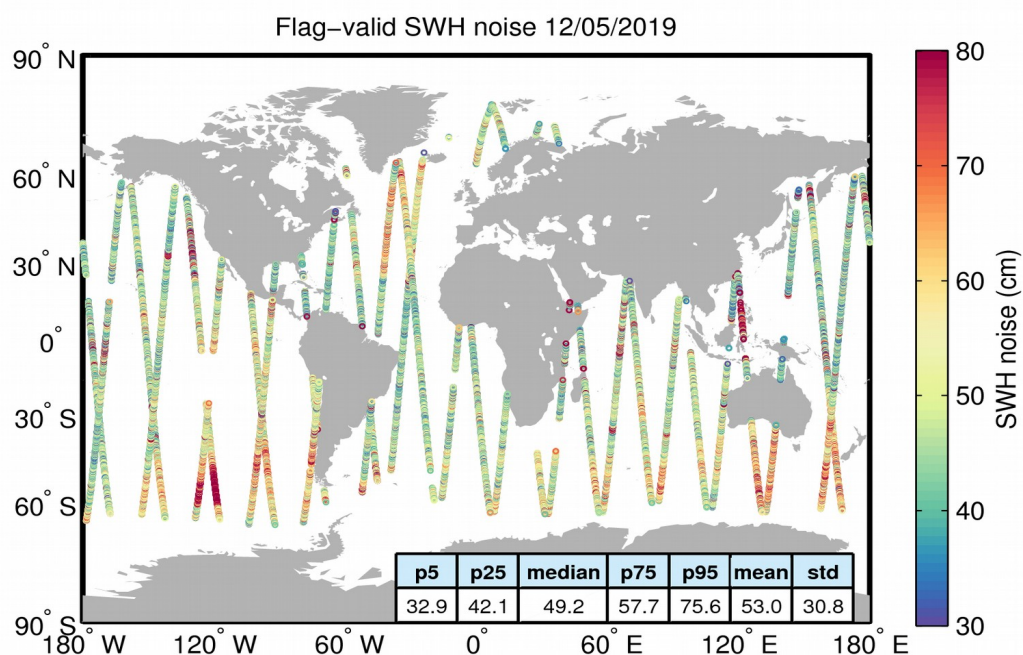 Flag−valid SWH noise 12/05/2019
90° N
60° N
30° N
0°
30° S
60° S
90° S
180° W
120° W
60° W
0°
60° E
120° E
180° E
80
70
60
50
40
30
SWH noise (cm)
p5 p25 median p75 p95 mean std
32.9 42.1 49.2 57.7 75.6 53.0 30.8